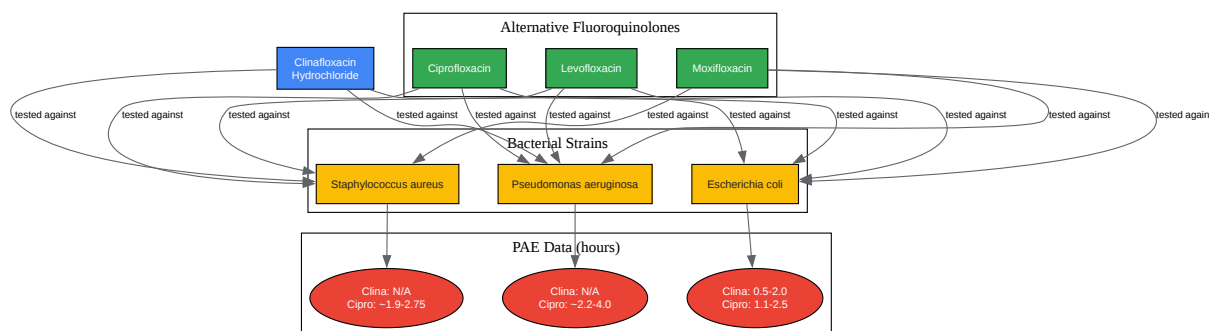 Alternative Fluoroquinolones
Clinafloxacin
Hydrochloride
Ciprofloxacin
Levofloxacin
Moxifloxacin
tested against
tested against
tested against
tested against
tested against
tested against
tested against
tested against
tested against
tested against
tested against
tested again
Bacterial Strains
Staphylococcus aureus
Pseudomonas aeruginosa
Escherichia coli
PAE Data (hours)
Clina: N/A
Cipro: ~1.9-2.75
Clina: N/A
Cipro: ~2.2-4.0
Clina: 0.5-2.0
Cipro: 1.1-2.5